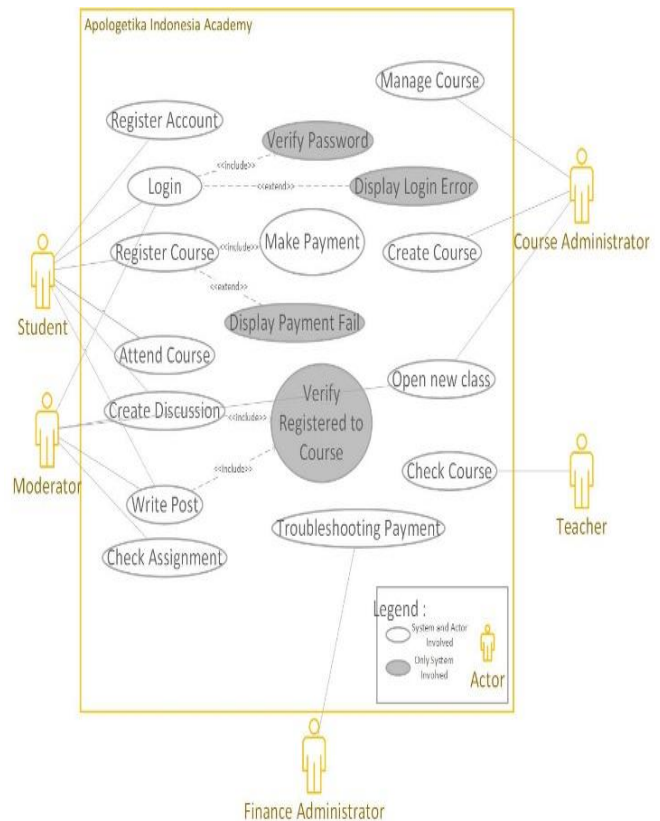 Apologetika Indonesia Academy
Manage Course
Register Account
Verify Password
<<include>>
Login
<<extend>>
Display Login Error
Course Administrator
Register Course
<<include>>
Make Payment
Create Course
<<extend>>
Student
Display Payment Fail
Attend Course
Verify
Registered to
Course
Open new class
Create Discussion
<<include>>
Moderator
<<include>>
Check Course
Teacher
Write Post
Troubleshooting Payment
Check Assignment
Legend :
System and Actor
Involved
Only System
Involved
Actor
Finance Administrator